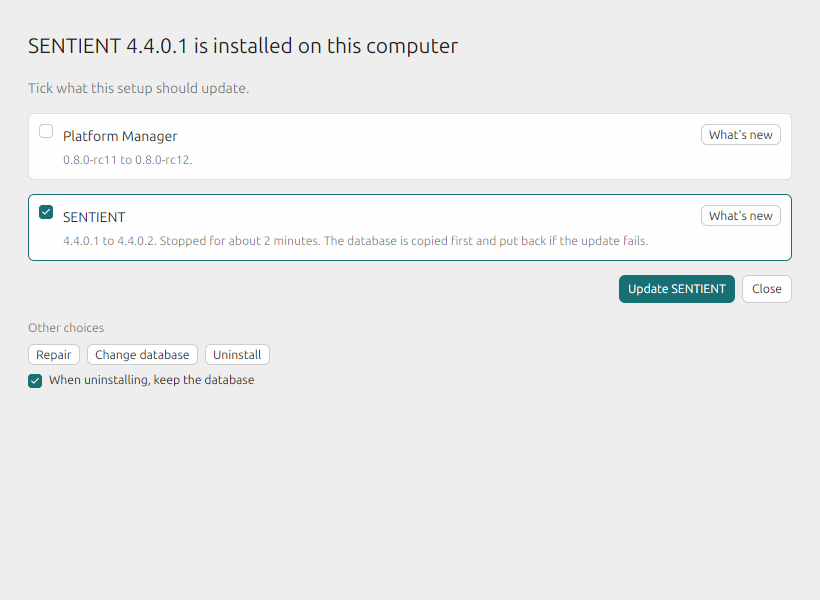 SENTIENT 4.4.0.1 is installed on this computer
Tick what this setup should update.
Platform Manager
What's new
0.8.0-rc11 to 0.8.0-rc12.
SENTIENT
What's new
4.4.0.1 to 4.4.0.2. Stopped for about 2 minutes. The database is copied first and put back if the update fails.
Update SENTIENT
Close
Other choices
Repair
Change database
Uninstall
When uninstalling, keep the database